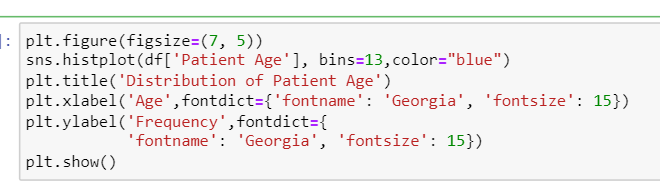 ]: plt.figure(figsize=(7, 5))
sns.histplot(df['Patient Age'], bins=13,color="blue")
plt.title('Distribution of Patient Age')
plt.xlabel('Age',fontdict={'fontname': 'Georgia', 'fontsize': 15})
plt.ylabel('Frequency',fontdict={
'fontname': 'Georgia', 'fontsize': 15})
plt.show()